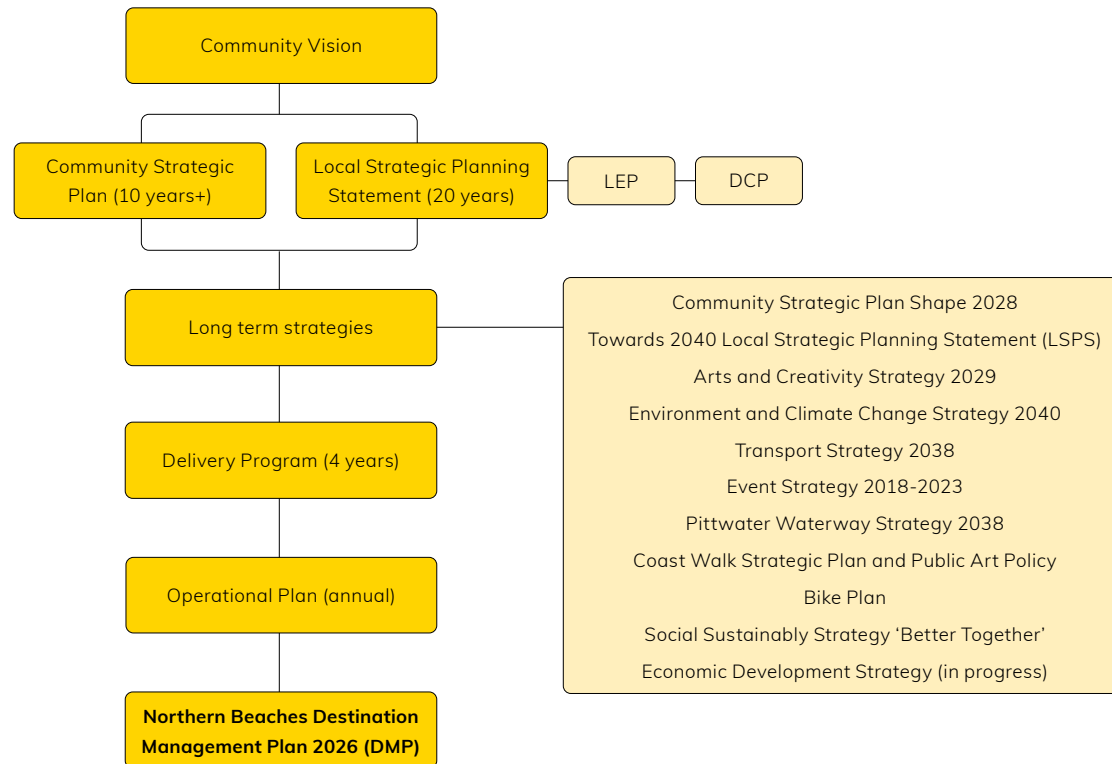 Community Vision
Community Strategic
Plan (10 years+)
Local Strategic Planning
Statement (20 years)
LEP
DCP
Long term strategies
Community Strategic Plan Shape 2028
Towards 2040 Local Strategic Planning Statement (LSPS)
Arts and Creativity Strategy 2029
Environment and Climate Change Strategy 2040
Transport Strategy 2038
Event Strategy 2018-2023
Pittwater Waterway Strategy 2038
Coast Walk Strategic Plan and Public Art Policy
Bike Plan
Social Sustainably Strategy ‘Better Together’
Economic Development Strategy (in progress)
Delivery Program (4 years)
Operational Plan (annual)
Northern Beaches Destination
Management Plan 2026 (DMP)